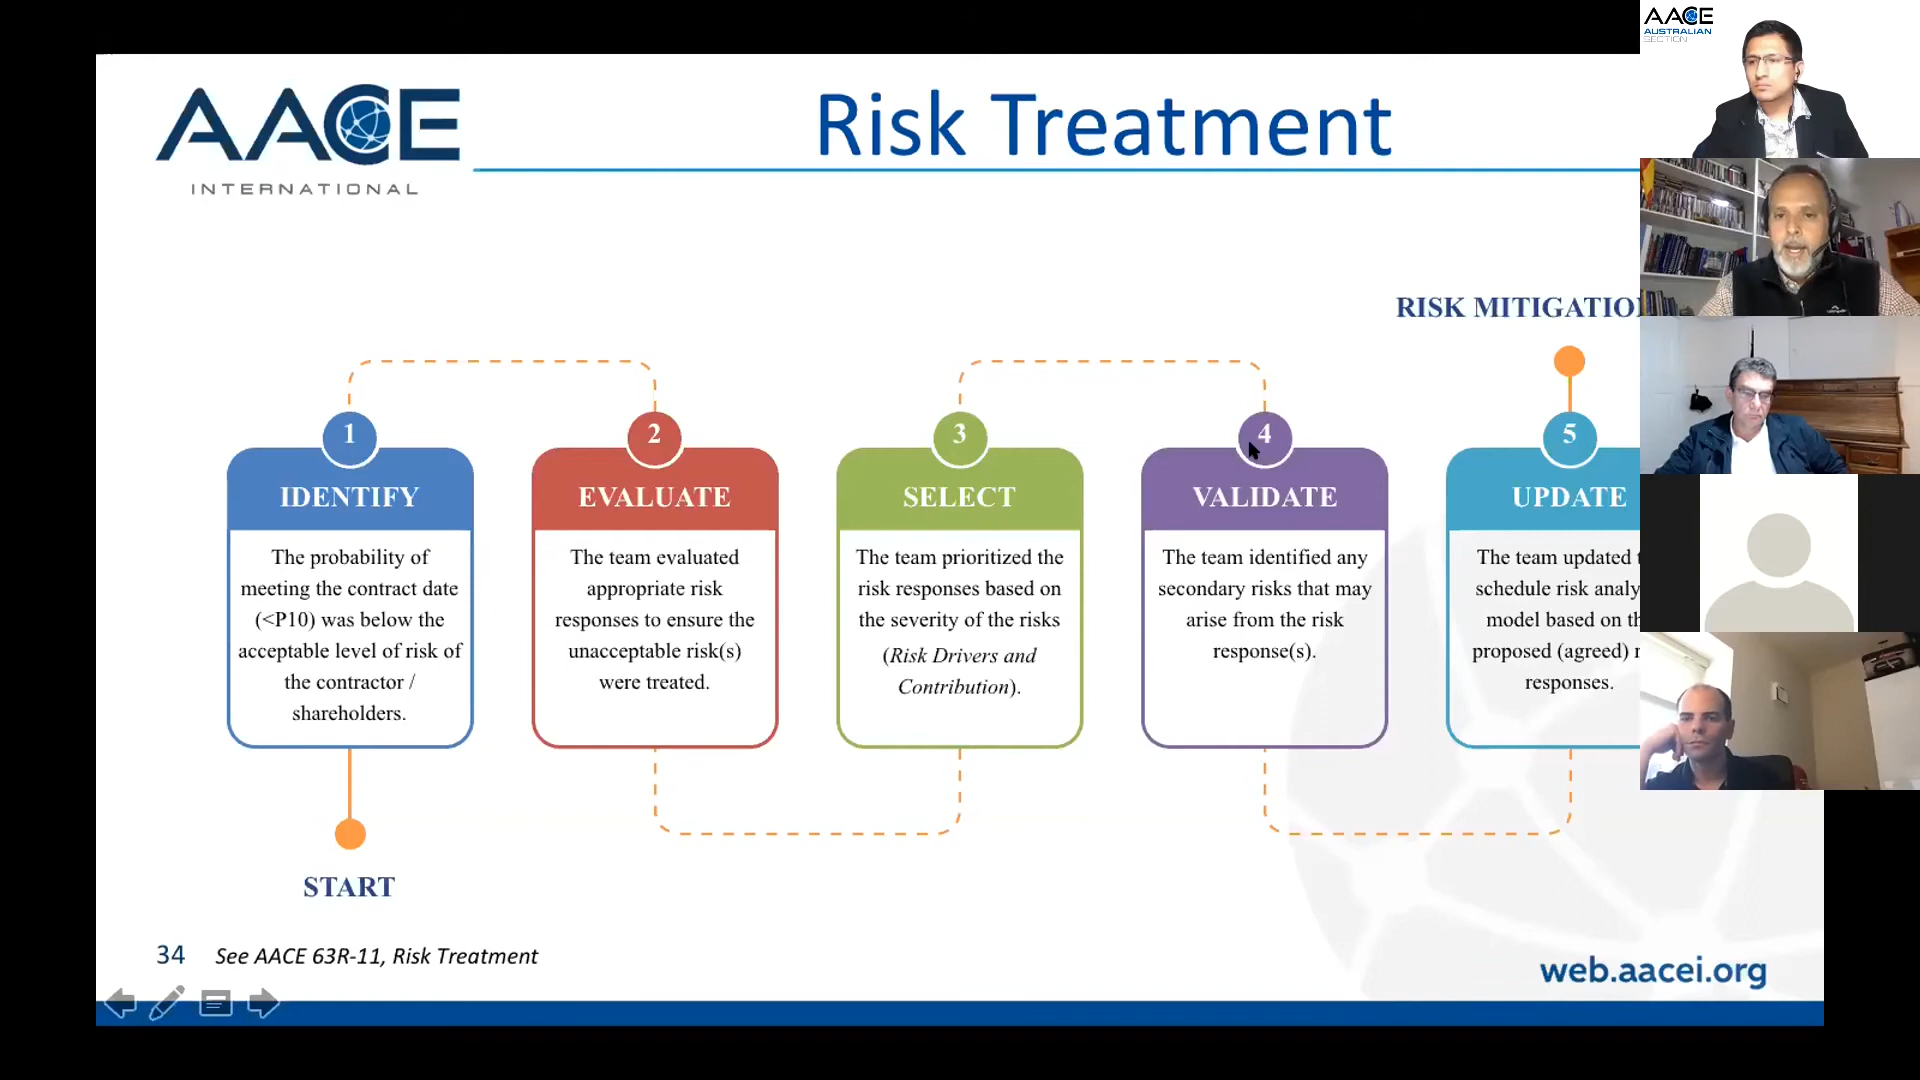 AACE
INTERNATIONAL
Risk Treatment
AACE
AUSTRALIAN
SECTION
RISK MITIGATIO
1
IDENTIFY
The probability of
meeting the contract date
(<P10) was below the
acceptable level of risk of
the contractor /
shareholders.
START
2
EVALUATE
The team evaluated
appropriate risk
responses to ensure the
unacceptable risk(s)
were treated.
3
SELECT
The team prioritized the
risk responses based on
the severity of the risks
(Risk Drivers and
Contribution).
4
VALIDATE
The team identified any
secondary risks that may
arise from the risk
response(s).
5
UPDATE
The team updated
schedule risk analy
model based on th
proposed (agreed) r
responses.
34
See AACE 63R-11, Risk Treatment
web.aacei.org